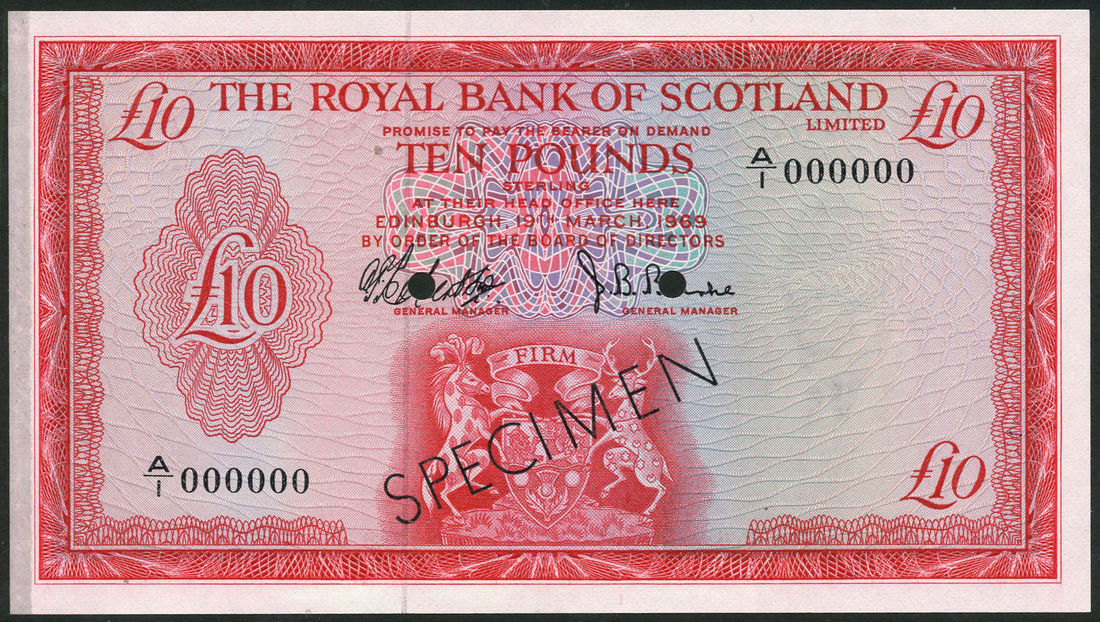 £10 THE ROYAL BANK OF SCOTLAND £10
LIMITED
PROMISE TO PAY THE BEARER ON DEMAND
TEN POUNDS
A/1 000000
STERLING
AT THEIR HEAD OFFICE HERE
EDINBURGH 19TH MARCH, 1969
BY ORDER OF THE BOARD OF DIRECTORS
£10
J. B. Burke
GENERAL MANAGER GENERAL MANAGER
FIRM
SPECIMEN
A/1 000000
£10